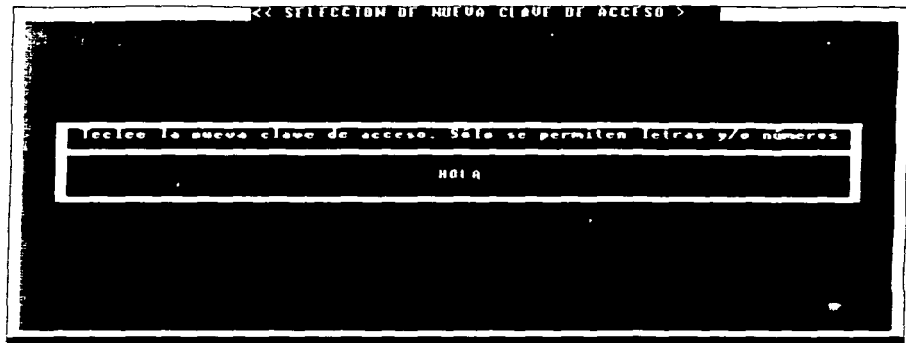 << SELECCION DE NUEVA CLAVE DE ACCESO >
Teclee la nueva clave de acceso. Sólo se permiten letras y/o números
HOLA